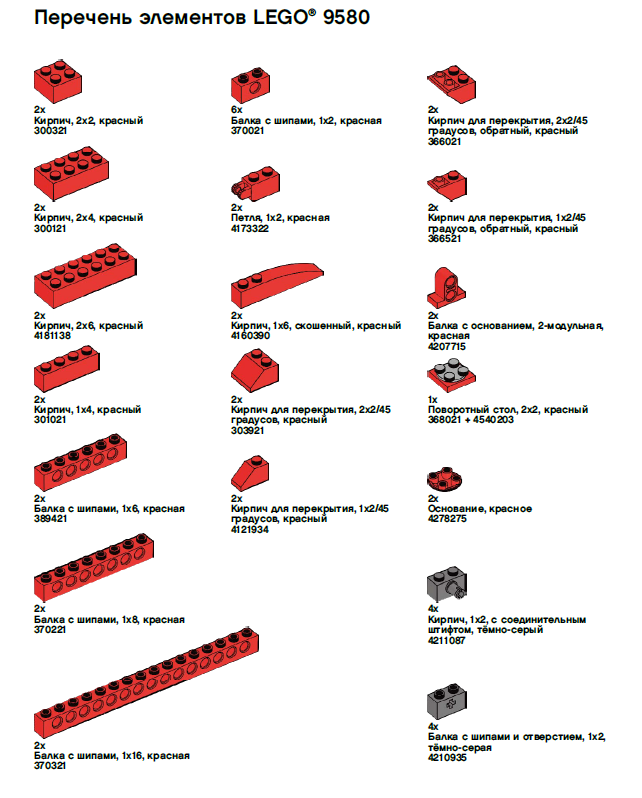 Перечень элементов LEGO® 9580
2x
Кирпич, 2x2, красный
300321
2x
Кирпич, 2x4, красный
300121
2x
Кирпич, 2x6, красный
4181138
2x
Кирпич, 1x4, красный
301021
2x
Балка с шипами, 1x6, красная
389421
2x
Балка с шипами, 1x8, красная
370221
2x
Балка с шипами, 1x16, красная
370321
6x
Балка с шипами, 1x2, красная
370021
2x
Петля, 1x2, красная
4173322
2x
Кирпич, 1x6, скошенный, красный
4160390
2x
Кирпич для перекрытия, 2x2/45
градусов, красный
303921
2x
Кирпич для перекрытия, 1x2/45
градусов, красный
4121934
2x
Кирпич для перекрытия, 2x2/45
градусов, обратный, красный
366021
2x
Кирпич для перекрытия, 1x2/45
градусов, обратный, красный
366521
2x
Балка с основанием, 2-модульная,
красная
4207715
1x
Поворотный стол, 2x2, красный
368021 + 4540203
2x
Основание, красное
4278275
4x
Кирпич, 1x2, с соединительным
штифтом, тёмно-серый
4211087
4x
Балка с шипами и отверстием, 1x2,
тёмно-серая
4210935